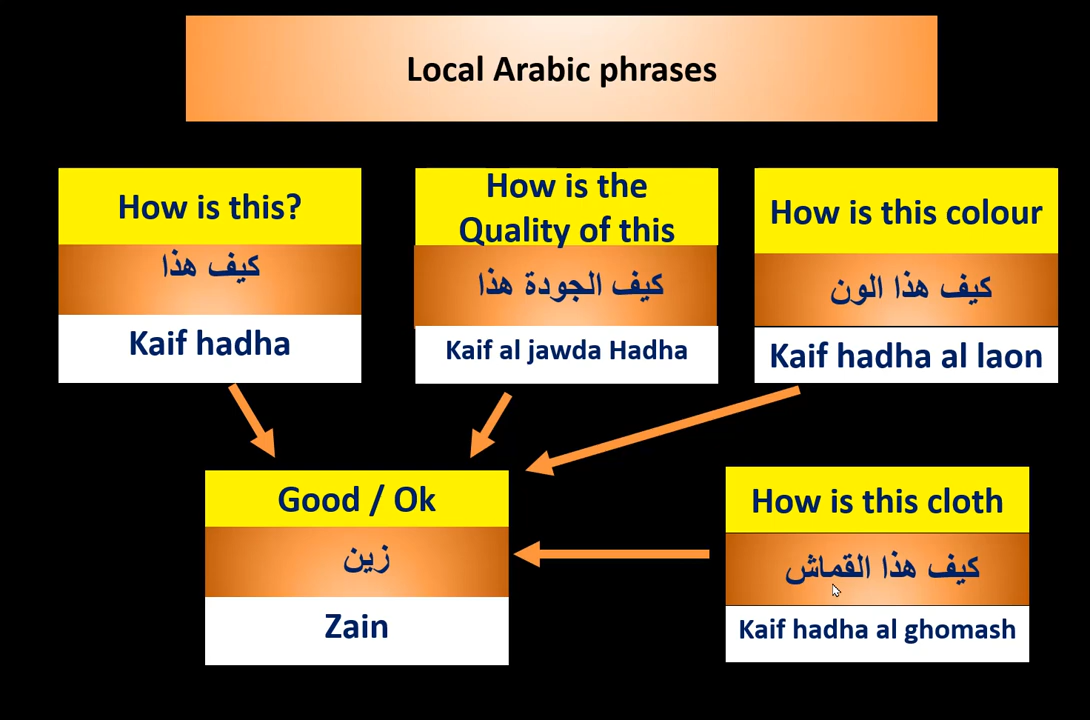 Local Arabic phrases
How is this?
كيف هذا
Kaif hadha
How is the
Quality of this
كيف الجودة هذا
Kaif al jawda Hadha
How is this colour
كيف هذا الون
Kaif hadha al laon
Good / Ok
زين
Zain
How is this cloth
كيف هذا القماش
Kaif hadha al ghomash